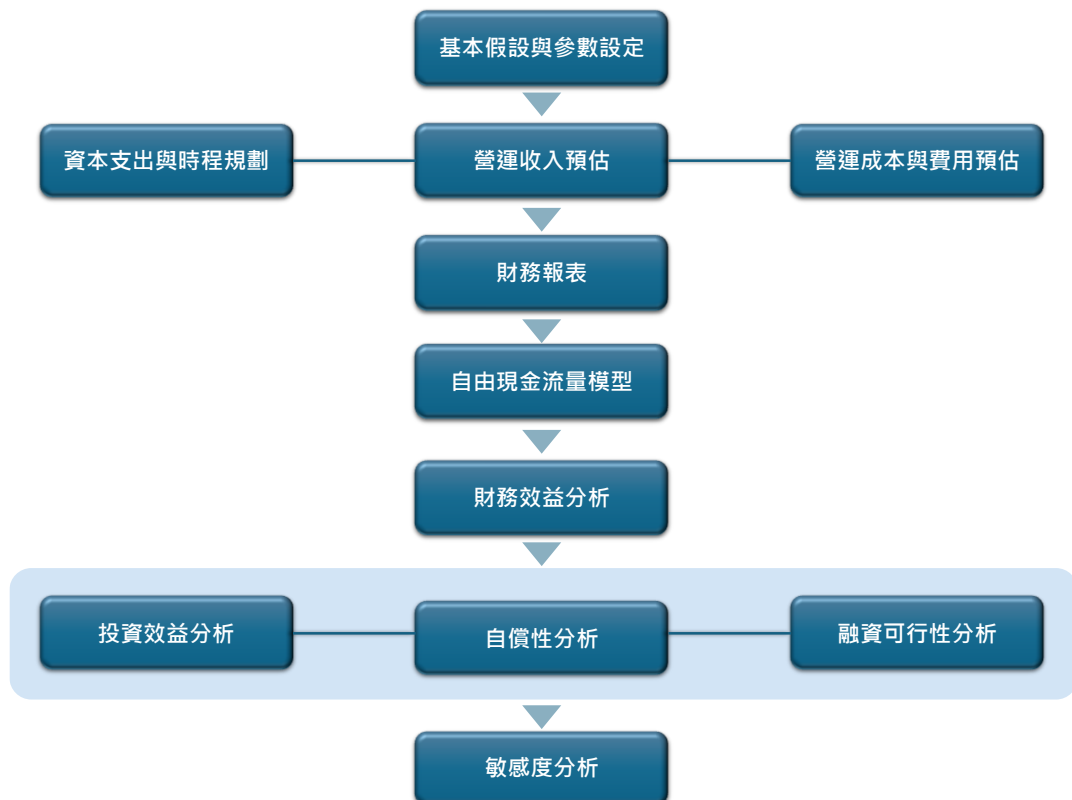 基本假設與參數設定
資本支出與時程規劃
營運收入預估
營運成本與費用預估
財務報表
自由現金流量模型
財務效益分析
投資效益分析
自償性分析
融資可行性分析
敏感度分析